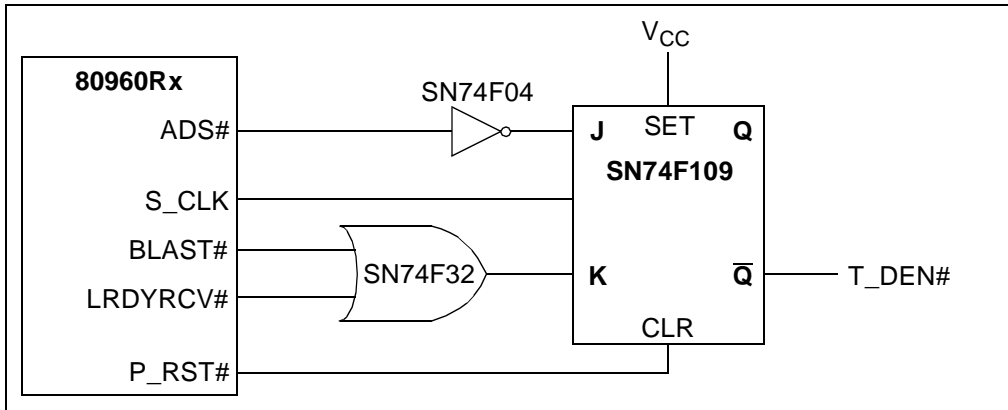 V_CC
80960Rx
SN74F04
ADS#
J
SET
Q
SN74F109
S_CLK
BLAST#
SN74F32
K
Q̅
T_DEN#
LRDYRCV#
CLR
P_RST#